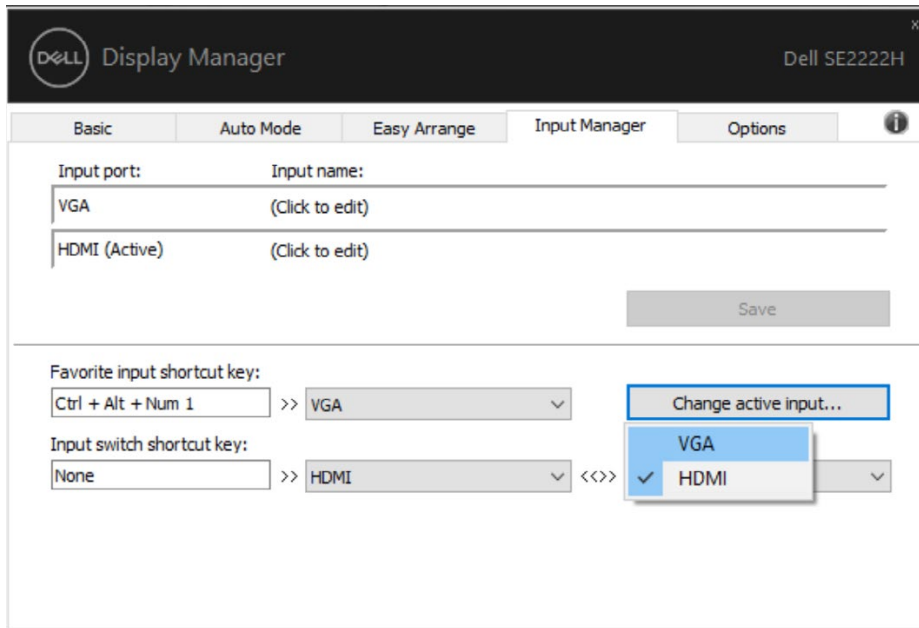 DELL Display Manager Dell SE2222H
Basic Auto Mode Easy Arrange Input Manager Options
Input port: Input name:
VGA (Click to edit)
HDMI (Active) (Click to edit)
Save
Favorite input shortcut key:
Ctrl + Alt + Num 1 >> VGA Change active input...
Input switch shortcut key:
VGA
None >> HDMI <<>> HDMI